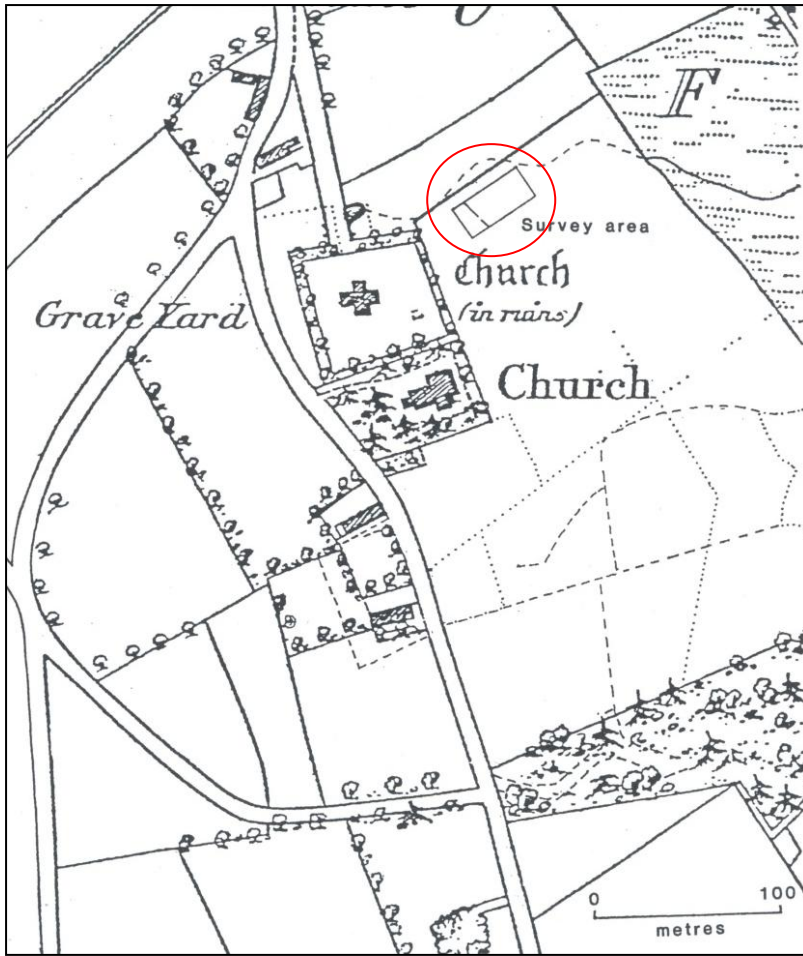 F
Survey area
Church
(in ruins)
Grave Yard
Church
0 100
metres